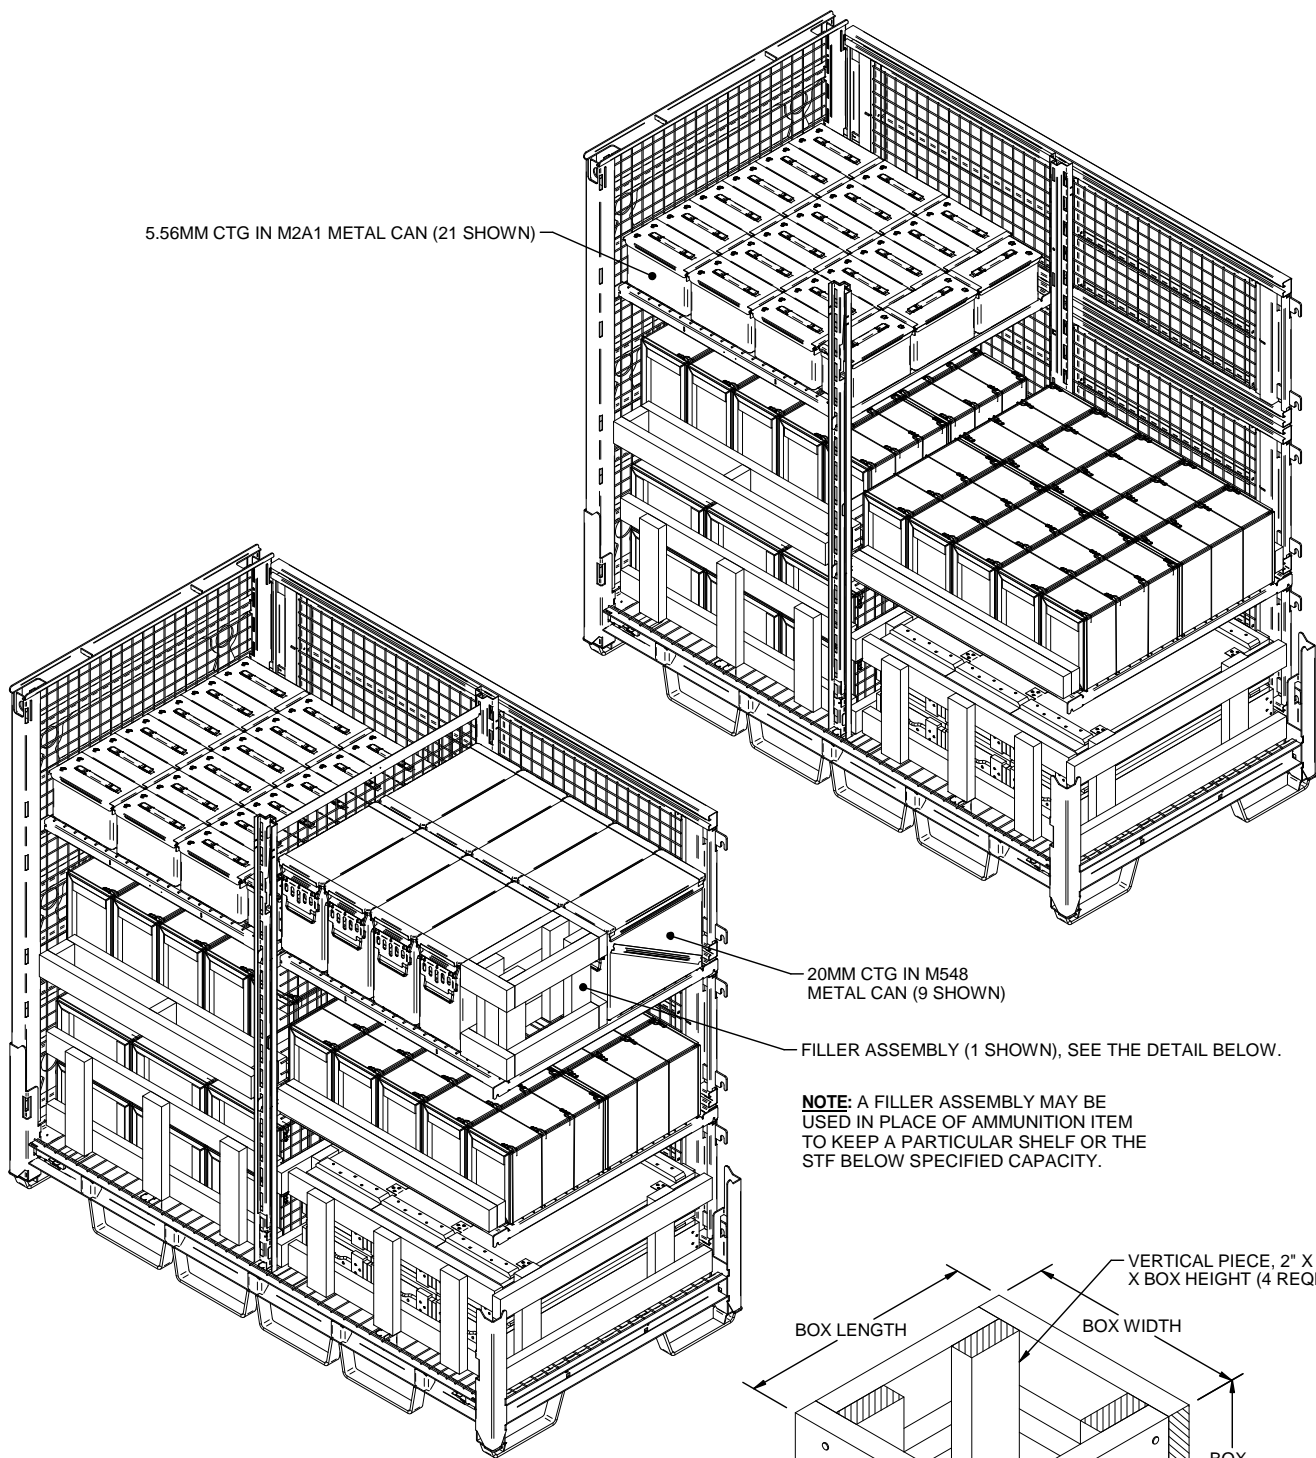 5.56MM CTG IN M2A1 METAL CAN (21 SHOWN)
20MM CTG IN M548
METAL CAN (9 SHOWN)
FILLER ASSEMBLY (1 SHOWN), SEE THE DETAIL BELOW.
NOTE: A FILLER ASSEMBLY MAY BE
USED IN PLACE OF AMMUNITION ITEM
TO KEEP A PARTICULAR SHELF OR THE
STF BELOW SPECIFIED CAPACITY.
VERTICAL PIECE, 2" X
X BOX HEIGHT (4 REQ
BOX LENGTH
BOX WIDTH
BOX